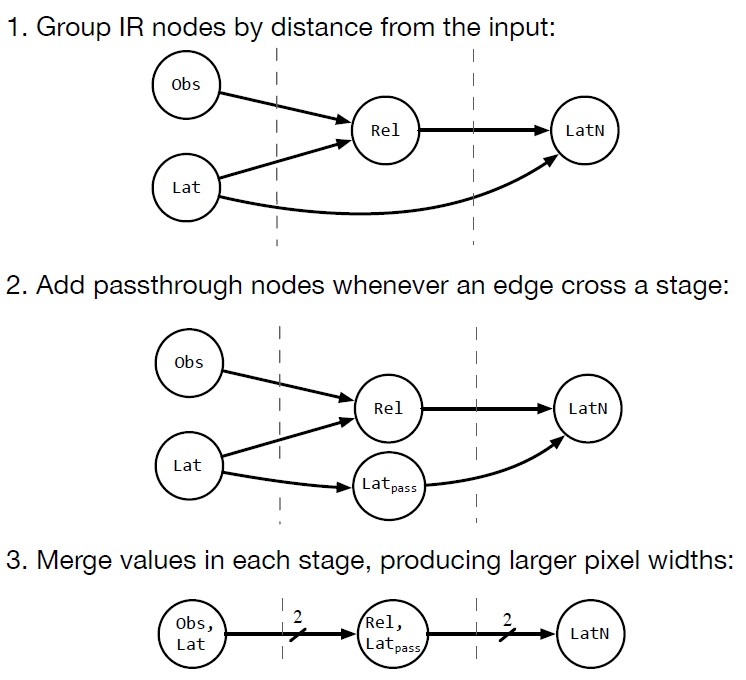 1. Group IR nodes by distance from the input:
Obs
Rel
LatN
Lat
2. Add passthrough nodes whenever an edge cross a stage:
Obs
Rel
LatN
Lat
Latpass
3. Merge values in each stage, producing larger pixel widths:
Obs,
Lat
2
Rel,
Latpass
2
LatN